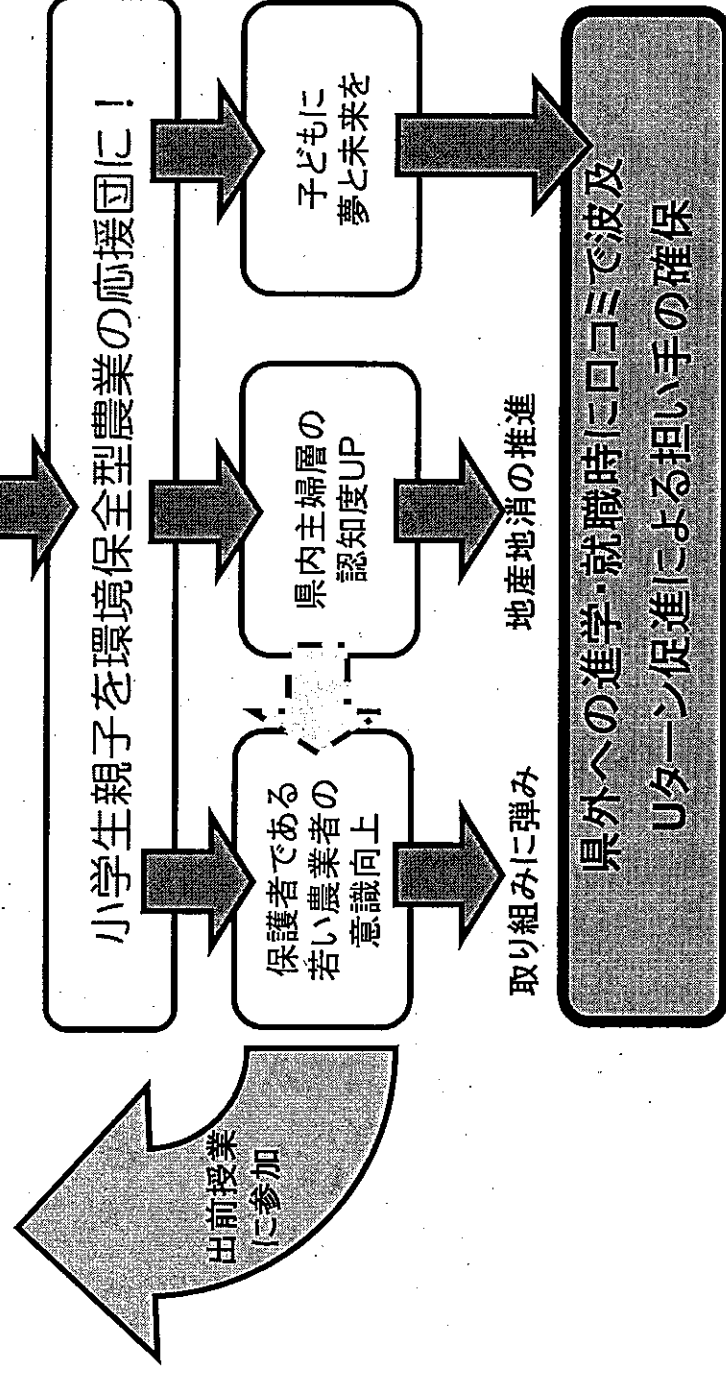 小学生親子を環境保全型農業の応援団に！
出前授業
に参加
保護者である
若い農業者の
意識向上
県内主婦層の
認知度UP
子どもに
夢と未来を
取り組みに弾み
地産地消の推進
県外への進学・就職時に口コミで波及
Uターン促進による担い手の確保